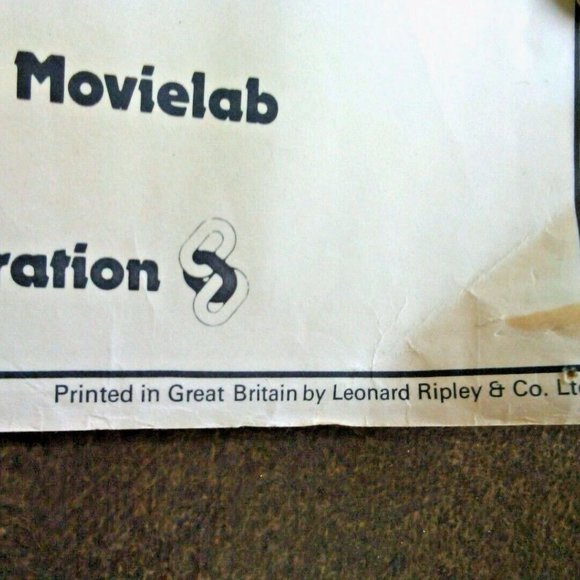 Movielab
ration
Printed in Great Britain by Leonard Ripley & Co. Ltd